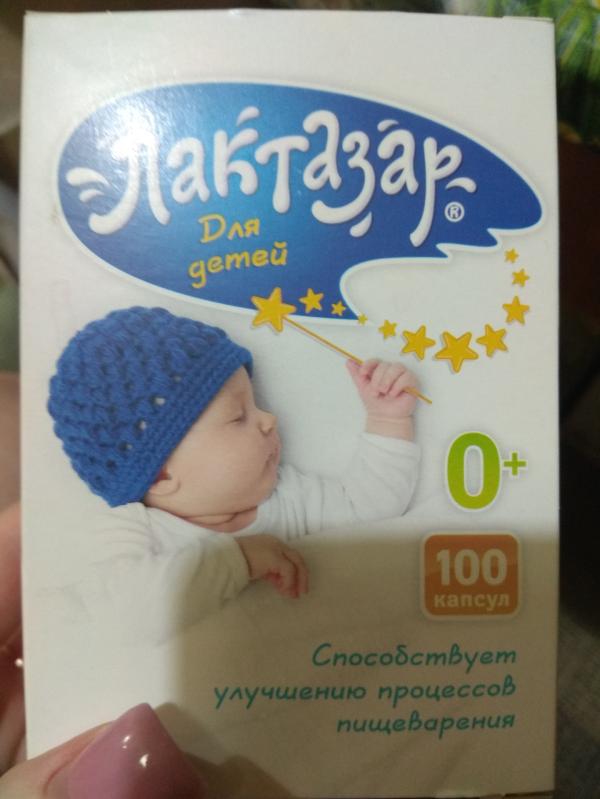 Лактазар®
Для
детей
0+
100
капсул
Способствует
улучшению процессов
пищеварения